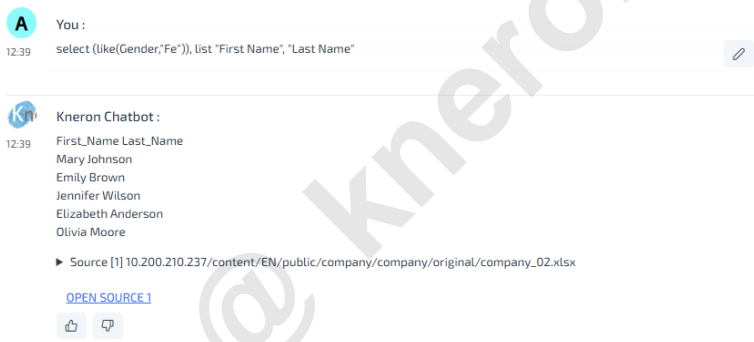 A
You :
12:39
select (like(Gender,"Fe")), list "First Name", "Last Name"
Kn
Kneron Chatbot :
12:39
First_Name Last_Name
Mary Johnson
Emily Brown
Jennifer Wilson
Elizabeth Anderson
Olivia Moore
Source [1] 10.200.210.237/content/EN/public/company/company/original/company_02.xlsx
OPEN SOURCE 1
@ knero